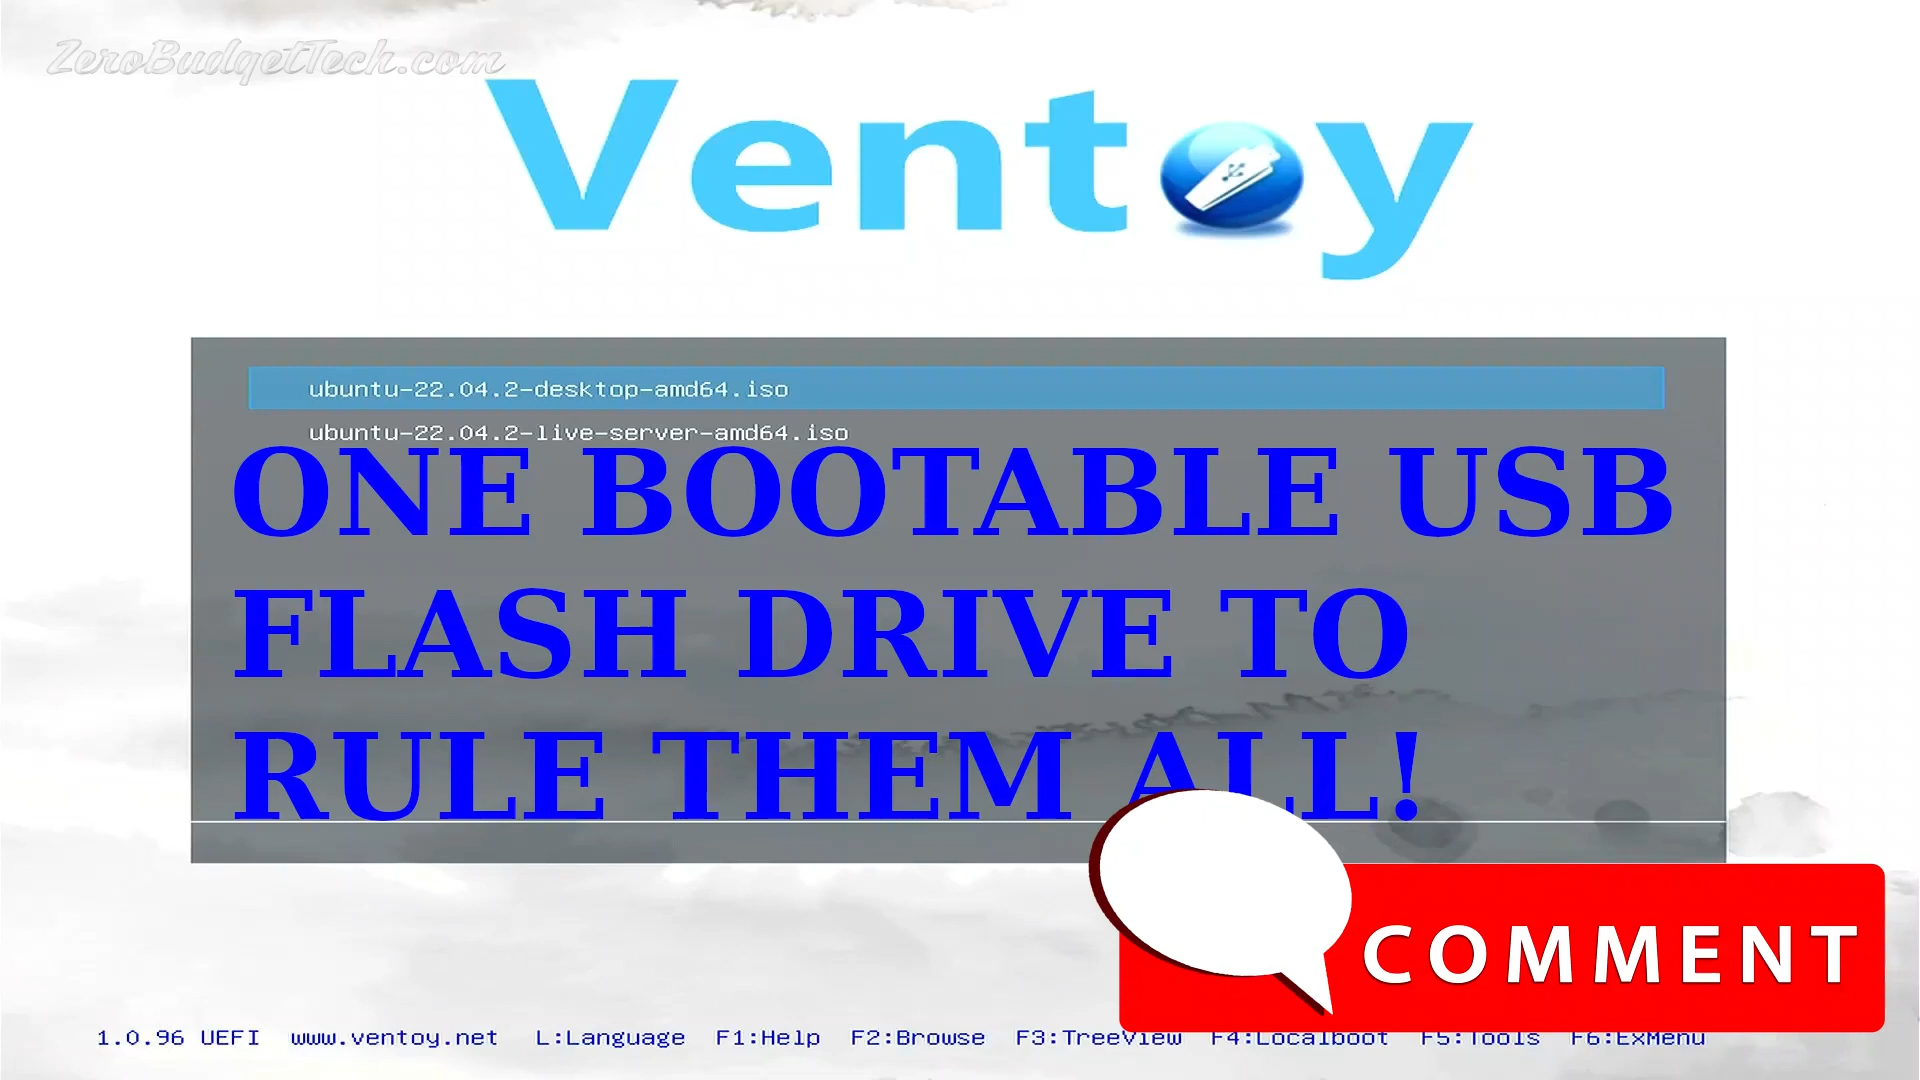 ZeroBudgetTech.com
Ventoy
ubuntu-22.04.2-desktop-amd64.iso
ubuntu-22.04.2-live-server-amd64.iso
ONE BOOTABLE USB
FLASH DRIVE TO
RULE THEM ALL!
COMMENT
1.0.96 UEFI www.ventoy.net L:Language F1:Help F2:Browse F3:TreeView F4:Localboot F5:Tools F6:ExMenu